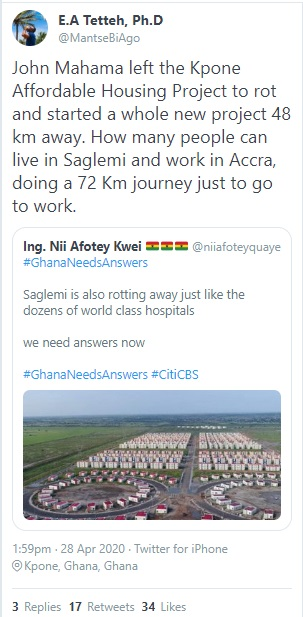 E.A Tetteh, Ph.D
@MantseBiAgo
John Mahama left the Kpone
Affordable Housing Project to rot
and started a whole new project 48
km away. How many people can
live in Saglemi and work in Accra,
doing a 72 Km journey just to go
to work.
Ing. Nii Afotey Kwei 🇬🇭🇬🇭🇬🇭 @niiafoteyquaye
#GhanaNeedsAnswers
Saglemi is also rotting away just like the
dozens of world class hospitals
we need answers now
#GhanaNeedsAnswers #CitiCBS
1:59pm · 28 Apr 2020 · Twitter for iPhone
Kpone, Ghana, Ghana
3 Replies 17 Retweets 34 Likes